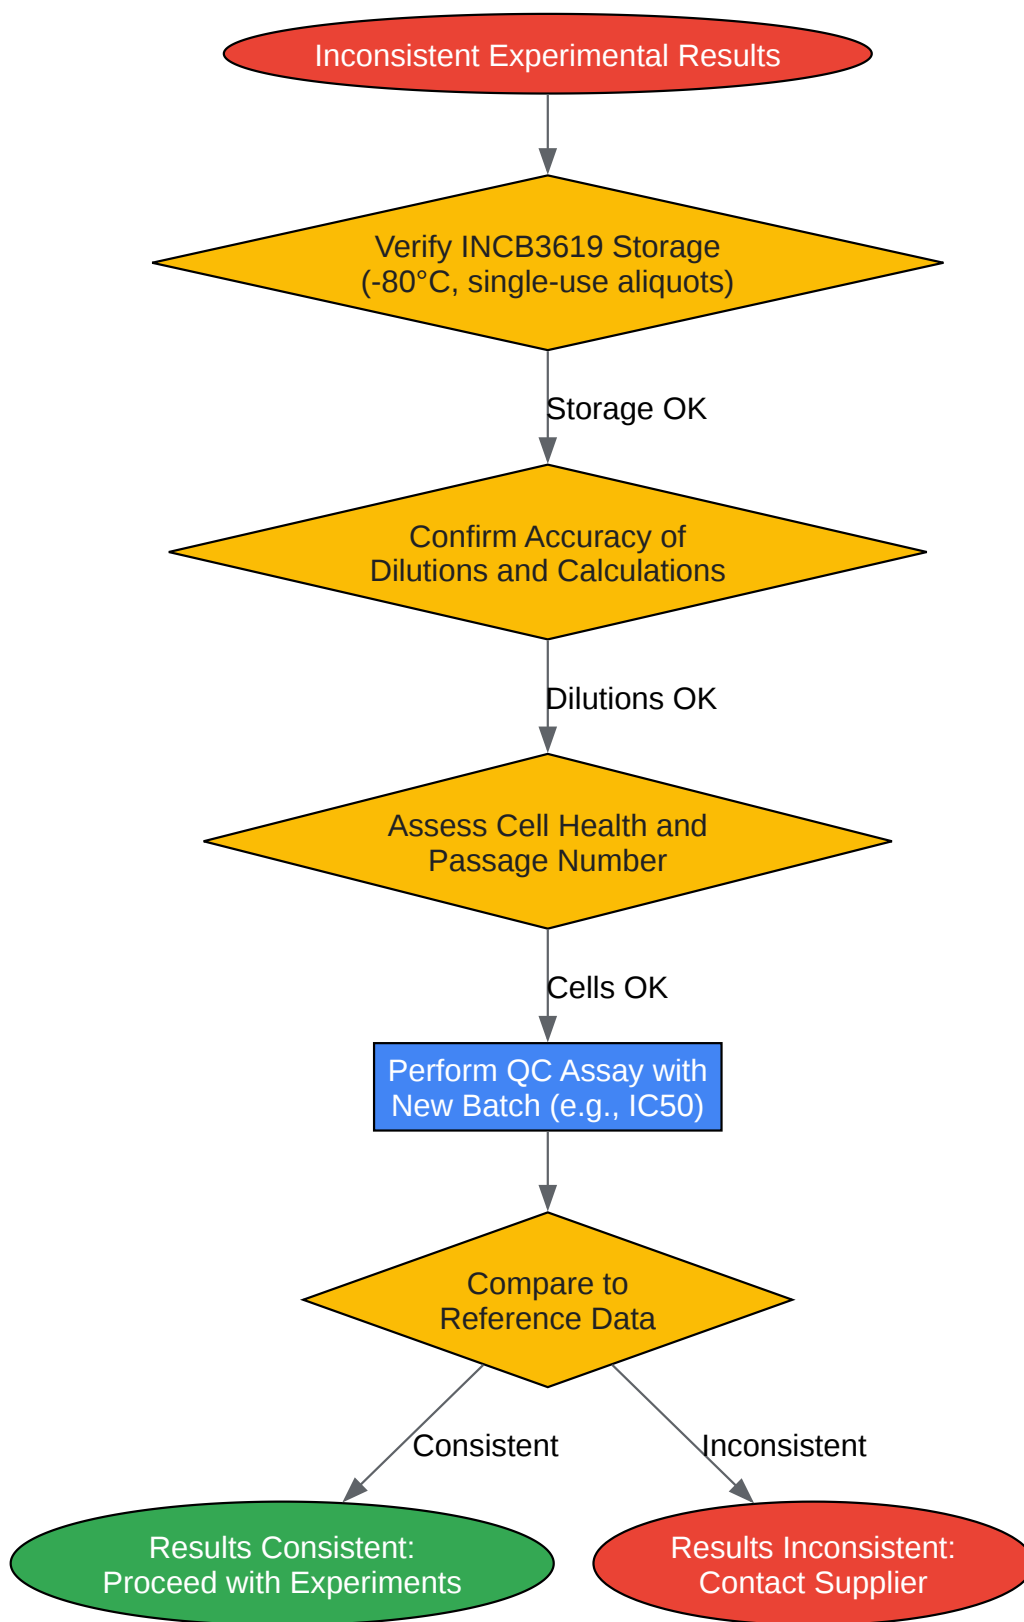 Inconsistent Experimental Results
Verify INCB3619 Storage
(-80°C, single-use aliquots)
Storage OK
Confirm Accuracy of
Dilutions and Calculations
Dilutions OK
Assess Cell Health and
Passage Number
Cells OK
Perform QC Assay with
New Batch (e.g., IC50)
Compare to
Reference Data
Consistent
Inconsistent
Results Consistent:
Proceed with Experiments
Results Inconsistent:
Contact Supplier